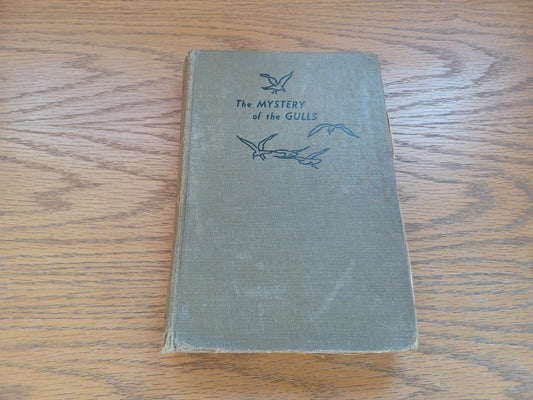 The MYSTERY
of the GULLS